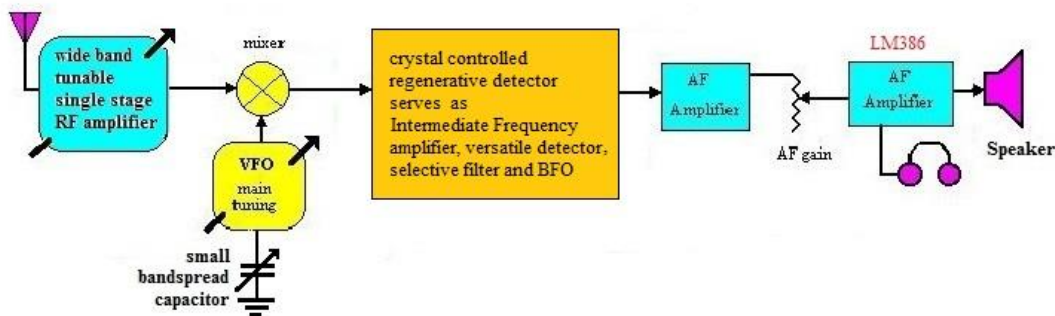 wide band
tunable
single stage
RF amplifier
mixer
VFO
main
tuning
small
bandspread
capacitor
crystal controlled
regenerative detector
serves as
Intermediate Frequency
amplifier, versatile detector,
selective filter and BFO
AF
Amplifier
AF gain
LM386
AF
Amplifier
Speaker